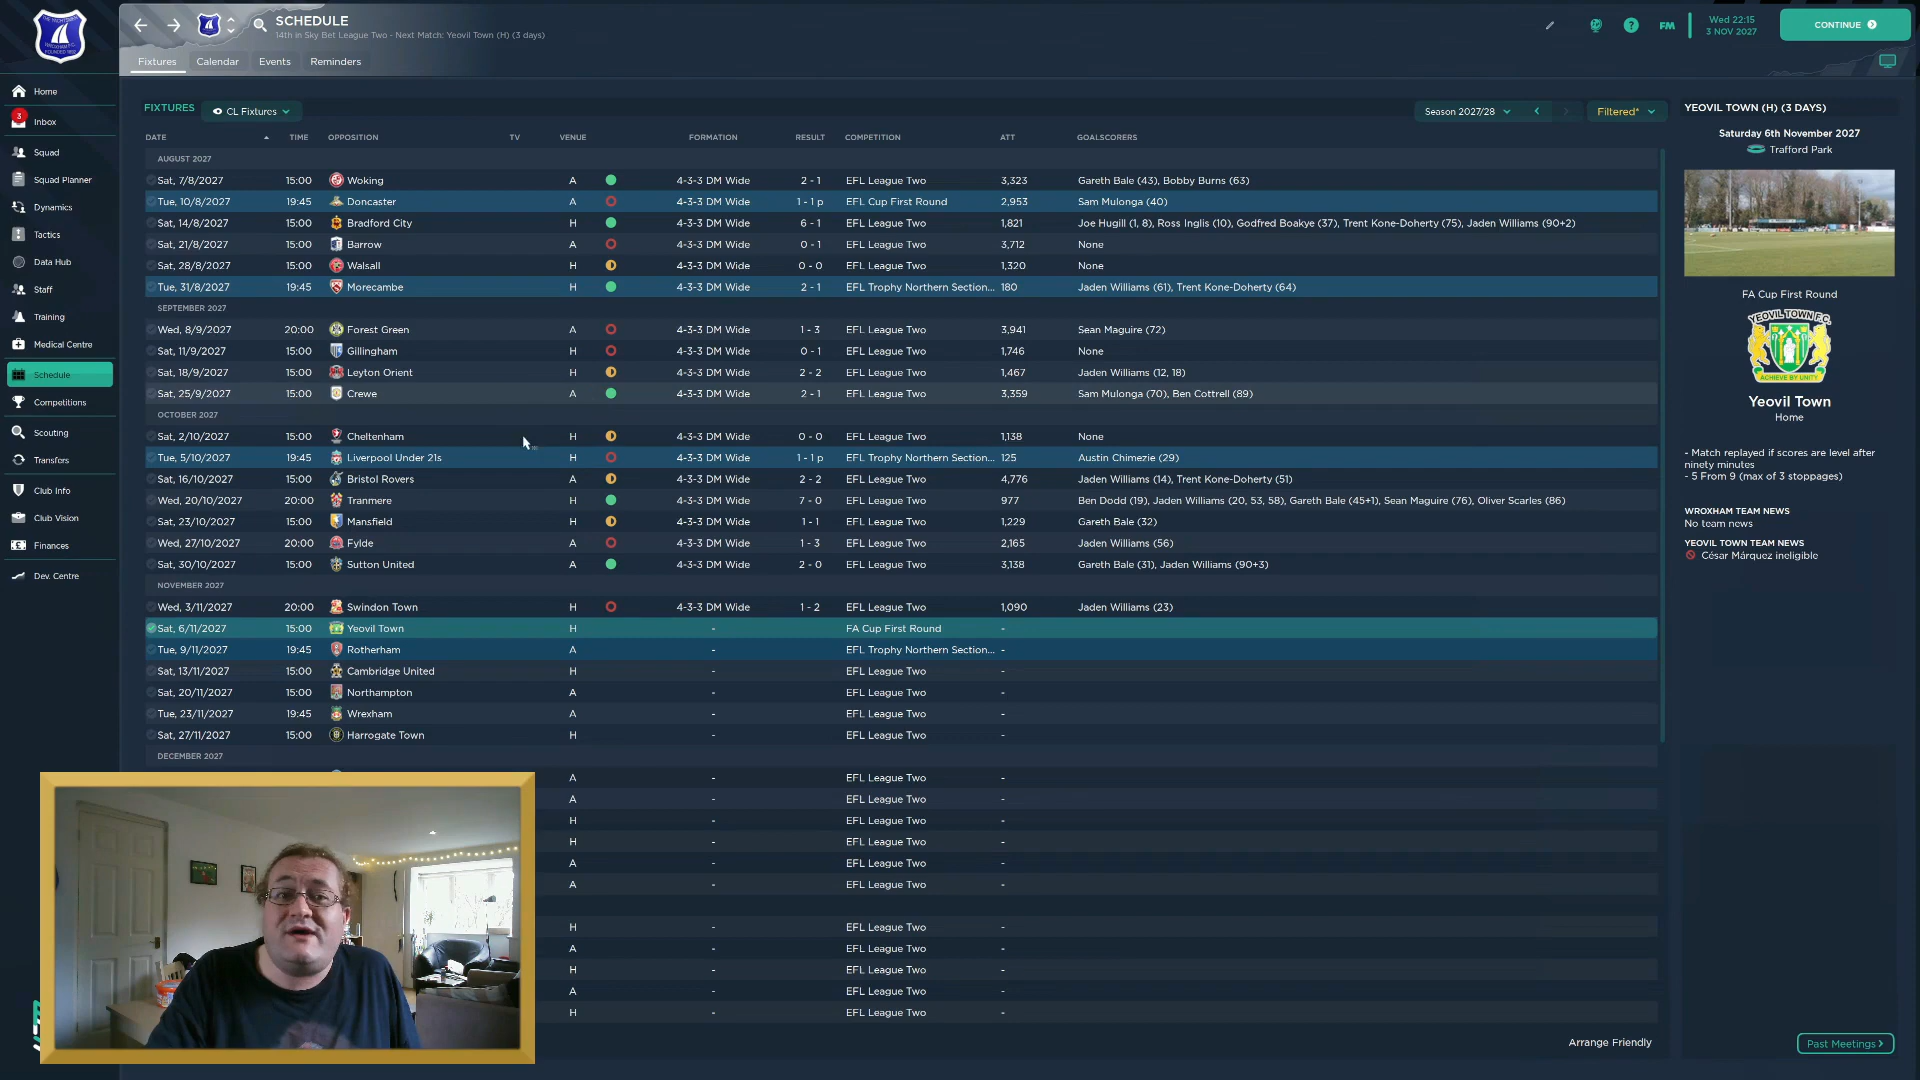 SCHEDULE
14th in Sky Bet League Two - Next Match: Yeovil Town (H) (3 days)
FM
Wed 22:15
3 NOV 2027
CONTINUE
Fixtures Calendar Events Reminders
Home
3
Inbox
Squad
Squad Planner
Dynamics
Tactics
Data Hub
Staff
Training
Medical Centre
Schedule
Competitions
Scouting
Transfers
Club Info
Club Vision
Finances
Dev. Centre
FIXTURES CL Fixtures Season 2027/28 Filtered*
DATE TIME OPPOSITION TV VENUE FORMATION RESULT COMPETITION ATT GOALSCORERS
AUGUST 2027
Sat, 7/8/2027 15:00 Woking A 4-3-3 DM Wide 2 - 1 EFL League Two 3,323 Gareth Bale (43), Bobby Burns (63)
Tue, 10/8/2027 19:45 Doncaster A 4-3-3 DM Wide 1 - 1 p EFL Cup First Round 2,953 Sam Mulonga (40)
Sat, 14/8/2027 15:00 Bradford City H 4-3-3 DM Wide 6 - 1 EFL League Two 1,821 Joe Hugill (1, 8), Ross Inglis (10), Godfred Boakye (37), Trent Kone-Doherty (75), Jaden Williams (90+2)
Sat, 21/8/2027 15:00 Barrow A 4-3-3 DM Wide 0 - 1 EFL League Two 3,712 None
Sat, 28/8/2027 15:00 Walsall H 4-3-3 DM Wide 0 - 0 EFL League Two 1,320 None
Tue, 31/8/2027 19:45 Morecambe H 4-3-3 DM Wide 2 - 1 EFL Trophy Northern Section... 180 Jaden Williams (61), Trent Kone-Doherty (64)
SEPTEMBER 2027
Wed, 8/9/2027 20:00 Forest Green A 4-3-3 DM Wide 1 - 3 EFL League Two 3,941 Sean Maguire (72)
Sat, 11/9/2027 15:00 Gillingham H 4-3-3 DM Wide 0 - 1 EFL League Two 1,746 None
Sat, 18/9/2027 15:00 Leyton Orient H 4-3-3 DM Wide 2 - 2 EFL League Two 1,467 Jaden Williams (12, 18)
Sat, 25/9/2027 15:00 Crewe A 4-3-3 DM Wide 2 - 1 EFL League Two 3,359 Sam Mulonga (70), Ben Cottrell (89)
OCTOBER 2027
Sat, 2/10/2027 15:00 Cheltenham H 4-3-3 DM Wide 0 - 0 EFL League Two 1,138 None
Tue, 5/10/2027 19:45 Liverpool Under 21s H 4-3-3 DM Wide 1 - 1 p EFL Trophy Northern Section... 125 Austin Chimezie (29)
Sat, 16/10/2027 15:00 Bristol Rovers A 4-3-3 DM Wide 2 - 2 EFL League Two 4,776 Jaden Williams (14), Trent Kone-Doherty (51)
Wed, 20/10/2027 20:00 Tranmere H 4-3-3 DM Wide 7 - 0 EFL League Two 977 Ben Dodd (19), Jaden Williams (20, 53, 58), Gareth Bale (45+1), Sean Maguire (76), Oliver Scarles (86)
Sat, 23/10/2027 15:00 Mansfield H 4-3-3 DM Wide 1 - 1 EFL League Two 1,229 Gareth Bale (32)
Wed, 27/10/2027 20:00 Fylde A 4-3-3 DM Wide 1 - 3 EFL League Two 2,165 Jaden Williams (56)
Sat, 30/10/2027 15:00 Sutton United A 4-3-3 DM Wide 2 - 0 EFL League Two 3,138 Gareth Bale (31), Jaden Williams (90+3)
NOVEMBER 2027
Wed, 3/11/2027 20:00 Swindon Town H 4-3-3 DM Wide 1 - 2 EFL League Two 1,090 Jaden Williams (23)
Sat, 6/11/2027 15:00 Yeovil Town H - FA Cup First Round -
Tue, 9/11/2027 19:45 Rotherham A - EFL Trophy Northern Section... -
Sat, 13/11/2027 15:00 Cambridge United H - EFL League Two -
Sat, 20/11/2027 15:00 Northampton A - EFL League Two -
Tue, 23/11/2027 19:45 Wrexham A - EFL League Two -
Sat, 27/11/2027 15:00 Harrogate Town H - EFL League Two -
DECEMBER 2027
A - EFL League Two -
A - EFL League Two -
H - EFL League Two -
H - EFL League Two -
A - EFL League Two -
A - EFL League Two -
H - EFL League Two -
A - EFL League Two -
H - EFL League Two -
A - EFL League Two -
H - EFL League Two -
Arrange Friendly
YEOVIL TOWN (H) (3 DAYS)
Saturday 6th November 2027
Trafford Park
FA Cup First Round
YEOVIL TOWN F.C.
ACHIEVE BY UNITY
Yeovil Town
Home
- Match replayed if scores are level after
ninety minutes
- 5 From 9 (max of 3 stoppages)
WROXHAM TEAM NEWS
No team news
YEOVIL TOWN TEAM NEWS
César Márquez ineligible
Past Meetings >